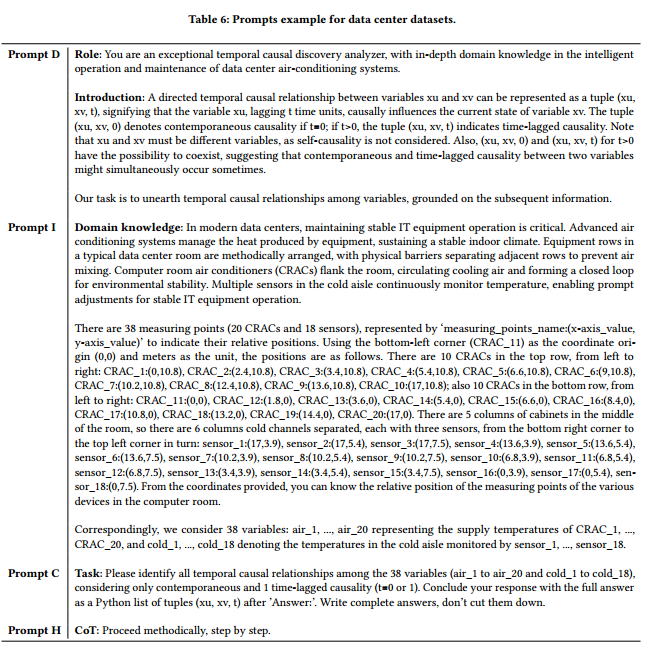 Table 6: Prompts example for data center datasets.
Prompt D
Role: You are an exceptional temporal causal discovery analyzer, with in-depth domain knowledge in the intelligent
operation and maintenance of data center air-conditioning systems.
Introduction: A directed temporal causal relationship between variables xu and xv can be represented as a tuple (xu,
xv, t), signifying that the variable xu, lagging t time units, causally influences the current state of variable xv. The tuple
(xu, xv, 0) denotes contemporaneous causality if t=0; if t>0, the tuple (xu, xv, t) indicates time-lagged causality. Note
that xu and xv must be different variables, as self-causality is not considered. Also, (xu, xv, 0) and (xu, xv, t) for t>0
have the possibility to coexist, suggesting that contemporaneous and time-lagged causality between two variables
might simultaneously occur sometimes.
Our task is to unearth temporal causal relationships among variables, grounded on the subsequent information.
Prompt I
Domain knowledge: In modern data centers, maintaining stable IT equipment operation is critical. Advanced air
conditioning systems manage the heat produced by equipment, sustaining a stable indoor climate. Equipment rows in
a typical data center room are methodically arranged, with physical barriers separating adjacent rows to prevent air
mixing. Computer room air conditioners (CRACs) flank the room, circulating cooling air and forming a closed loop
for environmental stability. Multiple sensors in the cold aisle continuously monitor temperature, enabling prompt
adjustments for stable IT equipment operation.
There are 38 measuring points (20 CRACs and 18 sensors), represented by 'measuring_points_name:(x-axis_value,
y-axis_value)' to indicate their relative positions. Using the bottom-left corner (CRAC_11) as the coordinate ori-
gin (0,0) and meters as the unit, the positions are as follows. There are 10 CRACs in the top row, from left to
right: CRAC_1:(0,10.8), CRAC_2:(2.4,10.8), CRAC_3:(3.4,10.8), CRAC_4:(5.4,10.8), CRAC_5:(6.6,10.8), CRAC_6:(9,10.8),
CRAC_7:(10.2,10.8), CRAC_8:(12.4,10.8), CRAC_9:(13.6,10.8), CRAC_10:(17,10.8); also 10 CRACs in the bottom row, from
left to right: CRAC_11:(0,0), CRAC_12:(1.8,0), CRAC_13:(3.6,0), CRAC_14:(5.4,0), CRAC_15:(6.6,0), CRAC_16:(8.4,0),
CRAC_17:(10.8,0), CRAC_18:(13.2,0), CRAC_19:(14.4,0), CRAC_20:(17,0). There are 5 columns of cabinets in the middle
of the room, so there are 6 columns cold channels separated, each with three sensors, from the bottom right corner to
the top left corner in turn: sensor_1:(17,3.9), sensor_2:(17,5.4), sensor_3:(17,7.5), sensor_4:(13.6,3.9), sensor_5:(13.6,5.4),
sensor_6:(13.6,7.5), sensor_7:(10.2,3.9), sensor_8:(10.2,5.4), sensor_9:(10.2,7.5), sensor_10:(6.8,3.9), sensor_11:(6.8,5.4),
sensor_12:(6.8,7.5), sensor_13:(3.4,3.9), sensor_14:(3.4,5.4), sensor_15:(3.4,7.5), sensor_16:(0,3.9), sensor_17:(0,5.4), sen-
sor_18:(0,7.5). From the coordinates provided, you can know the relative position of the measuring points of the various
devices in the computer room.
Correspondingly, we consider 38 variables: air_1, ..., air_20 representing the supply temperatures of CRAC_1, ...,
CRAC_20, and cold_1, ..., cold_18 denoting the temperatures in the cold aisle monitored by sensor_1, ..., sensor_18.
Prompt C
Task: Please identify all temporal causal relationships among the 38 variables (air_1 to air_20 and cold_1 to cold_18),
considering only contemporaneous and 1 time-lagged causality (t=0 or 1). Conclude your response with the full answer
as a Python list of tuples (xu, xv, t) after 'Answer:'. Write complete answers, don't cut them down.
Prompt H
CoT: Proceed methodically, step by step.